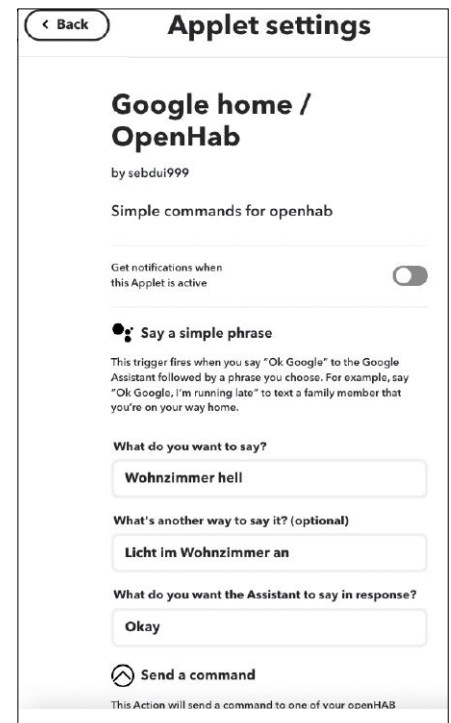 Back
Applet settings
Google home /
OpenHab
by sebdui999
Simple commands for openhab
Get notifications when
this Applet is active
Say a simple phrase
This trigger fires when you say "Ok Google" to the Google
Assistant followed by a phrase you choose. For example, say
"Ok Google, I'm running late" to text a family member that
you're on your way home.
What do you want to say?
Wohnzimmer hell
What's another way to say it? (optional)
Licht im Wohnzimmer an
What do you want the Assistant to say in response?
Okay
Send a command
This Action will send a command to one of your openHAB